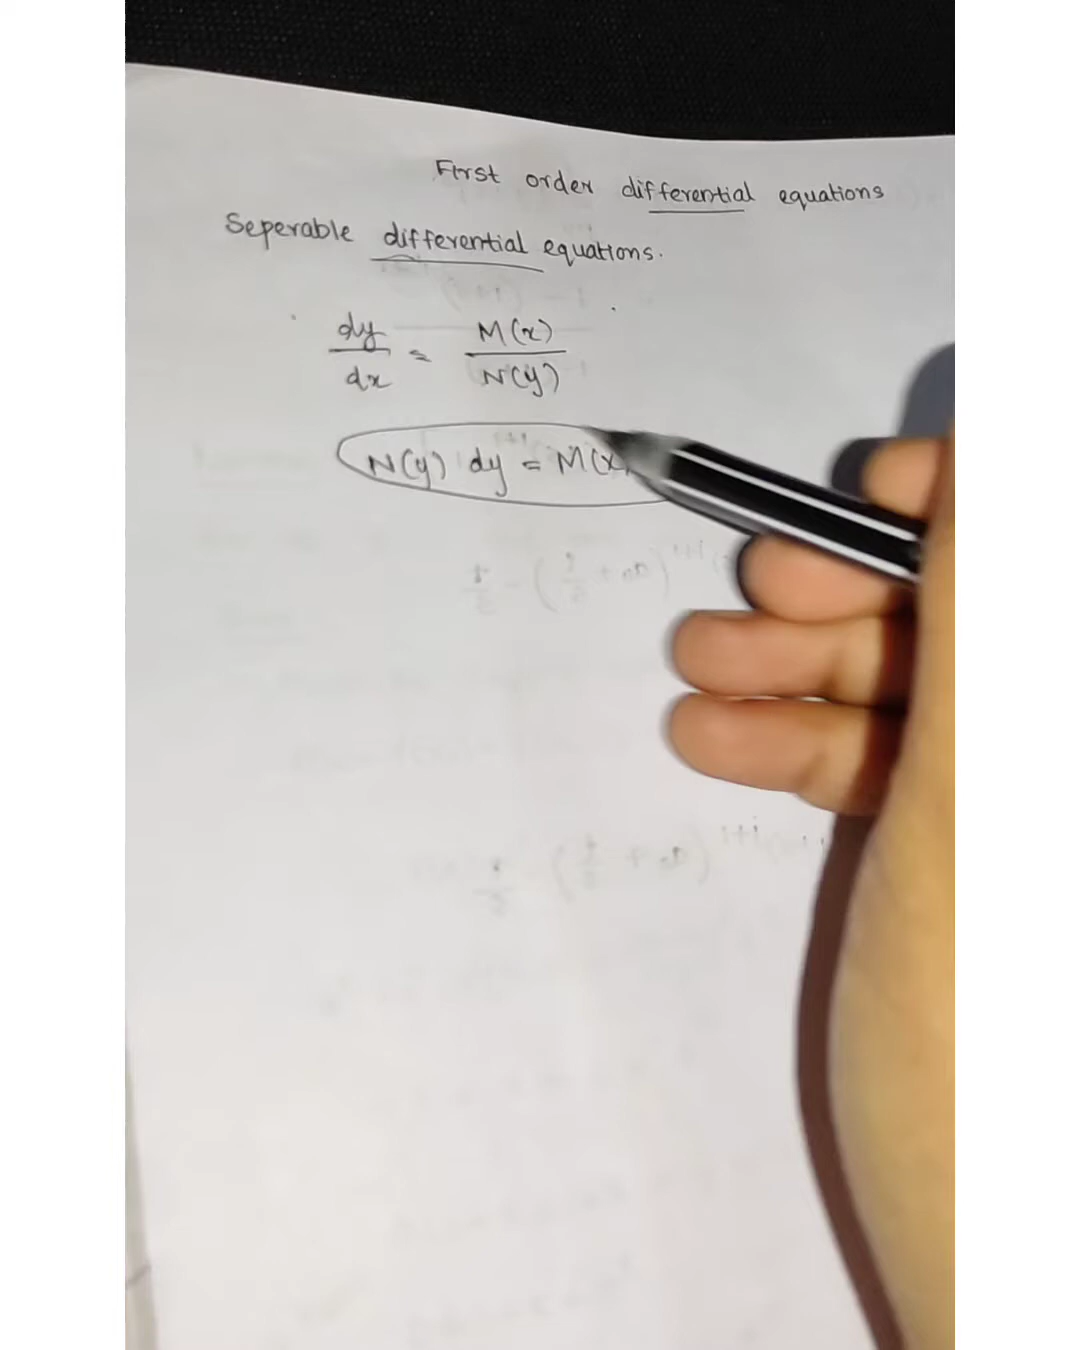 First order differential equations
Seperable differential equations.
dy/dx = M(x)/N(y)
N(y) dy = M(x)